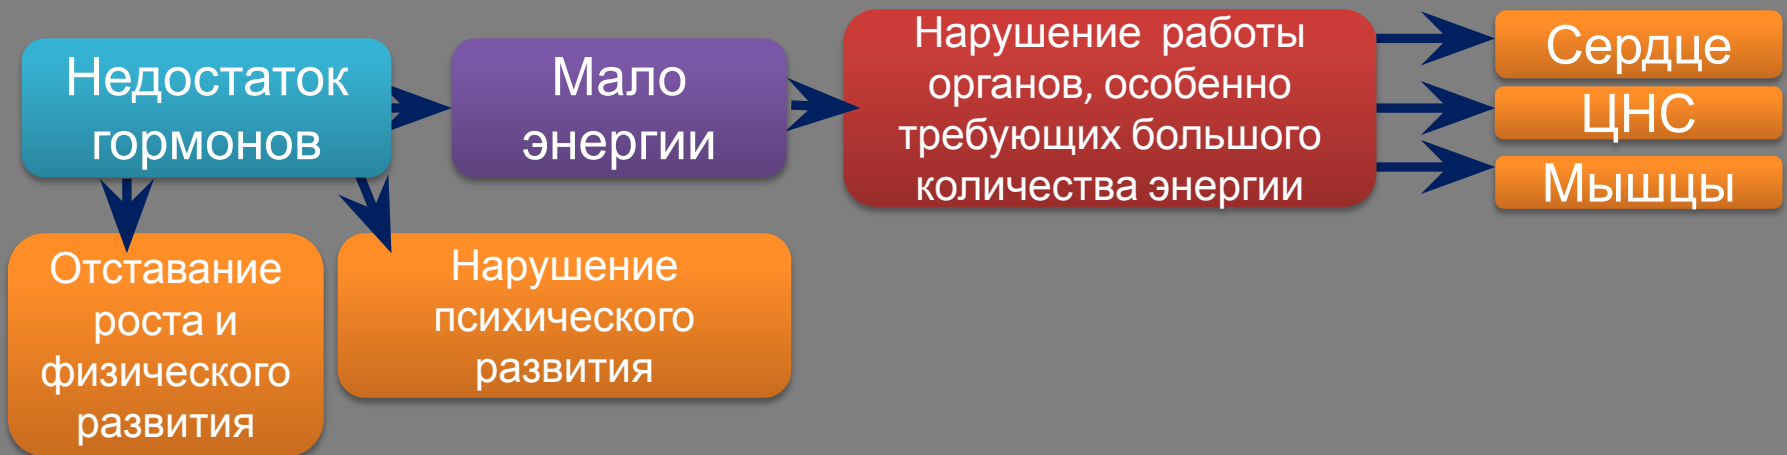 Недостаток
гормонов
Мало
энергии
Нарушение работы
органов, особенно
требующих большого
количества энергии
Сердце
ЦНС
Мышцы
Отставание
роста и
физического
развития
Нарушение
психического
развития